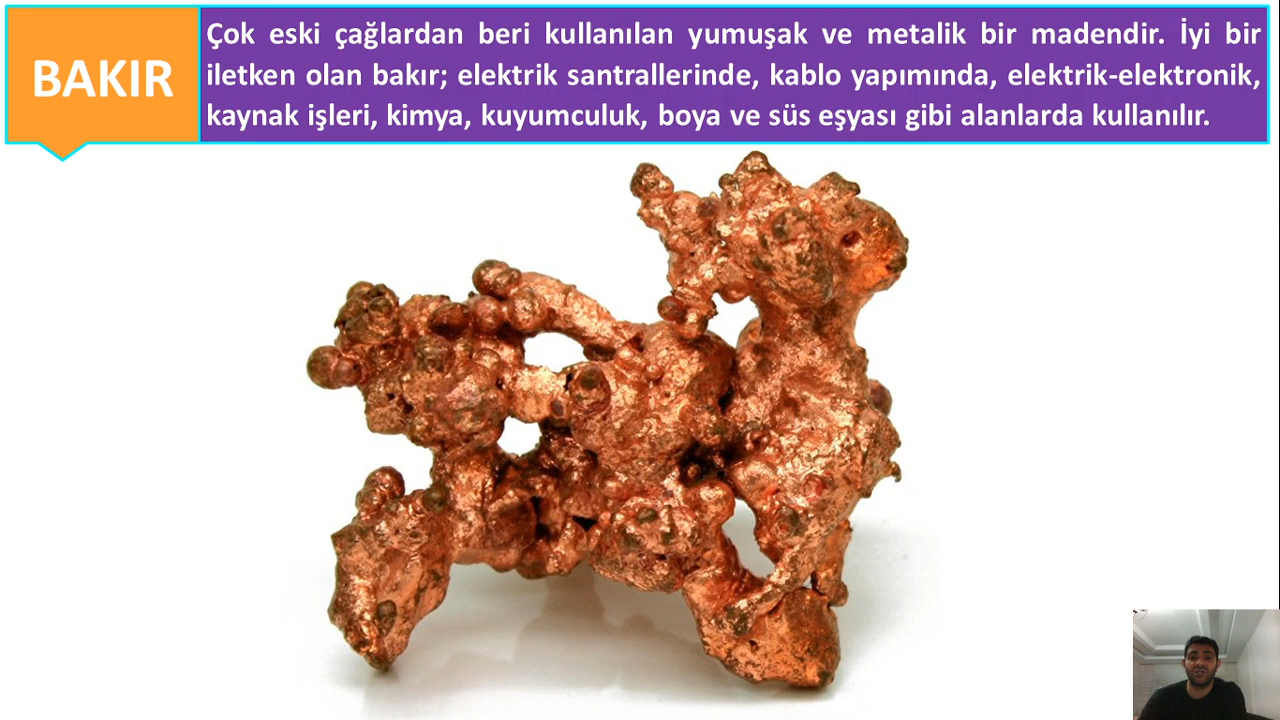 BAKIR
Çok eski çağlardan beri kullanılan yumuşak ve metalik bir madendir. İyi bir
iletken olan bakır; elektrik santrallerinde, kablo yapımında, elektrik-elektronik,
kaynak işleri, kimya, kuyumculuk, boya ve süs eşyası gibi alanlarda kullanılır.